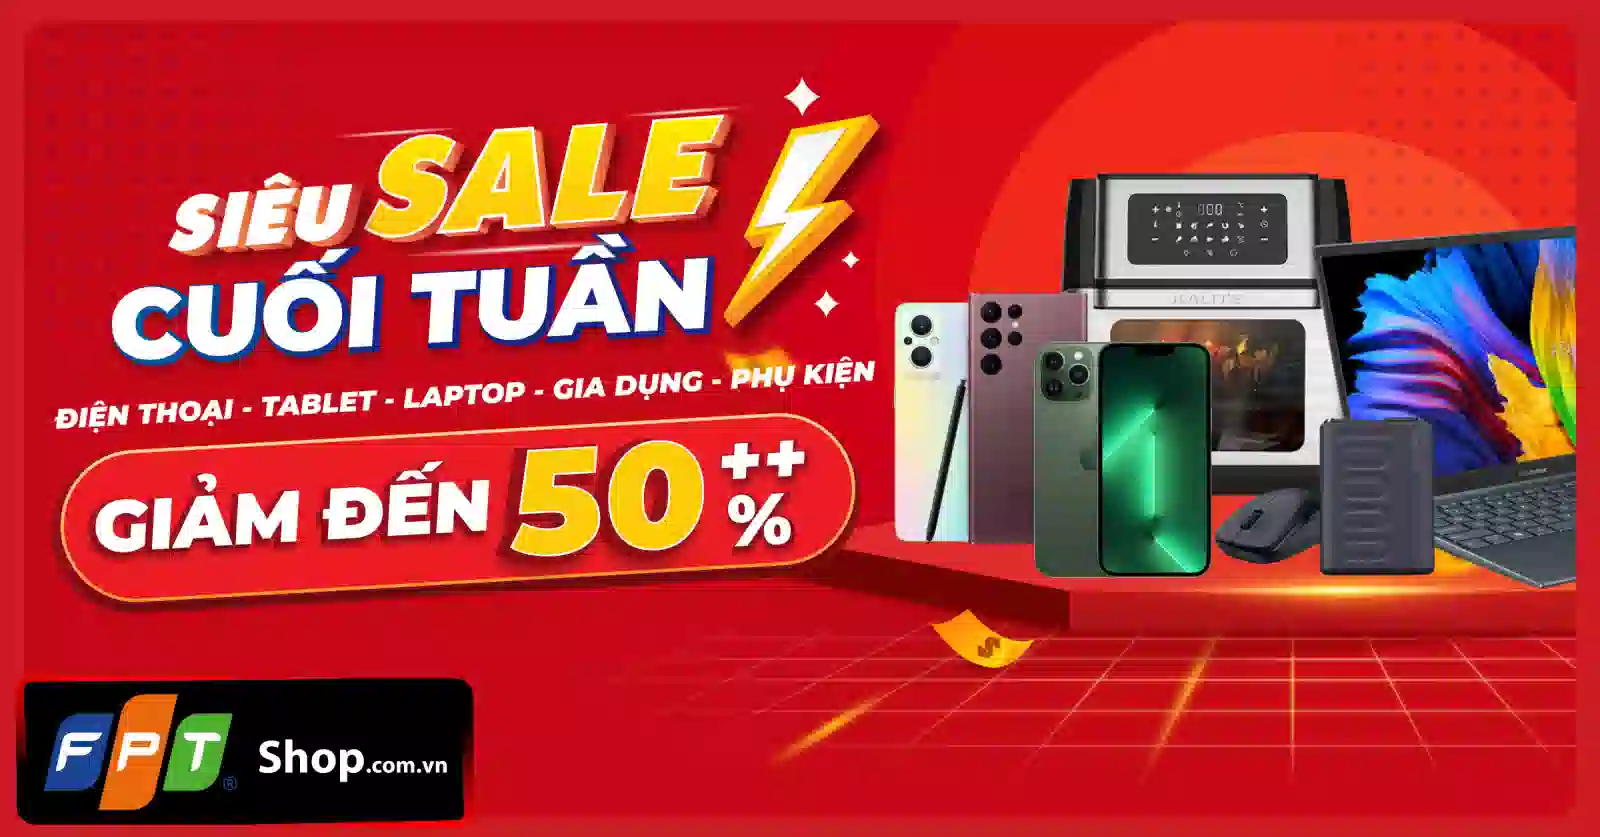 SIÊU SALE
CUỐI TUẦN
ĐIỆN THOẠI - TABLET - LAPTOP - GIA DỤNG - PHỤ KIỆN
GIẢM ĐẾN 50++%
FPT® Shop.com.vn